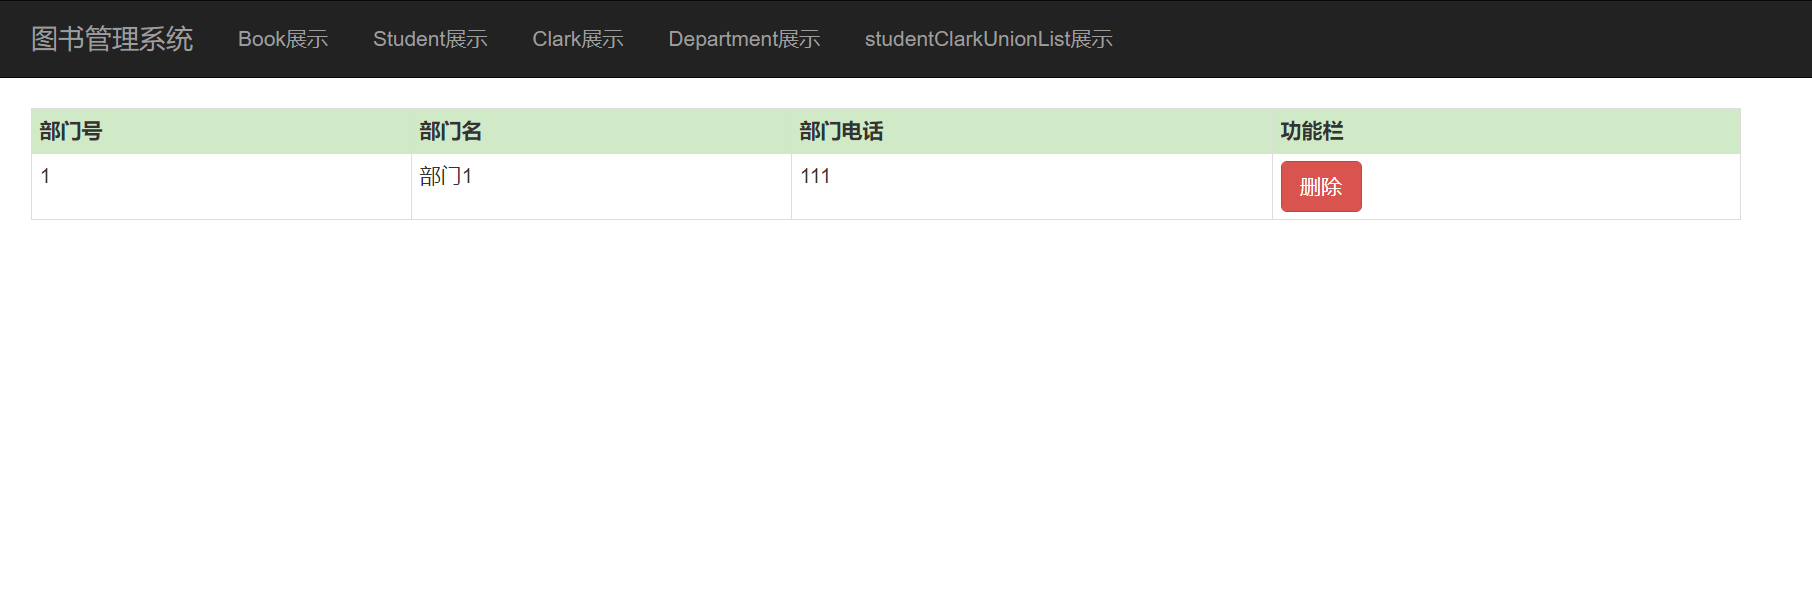 图书管理系统 Book展示 Student展示 Clark展示 Department展示 studentClarkUnionList展示
部门号 部门名 部门电话 功能栏
1 部门1 111 删除